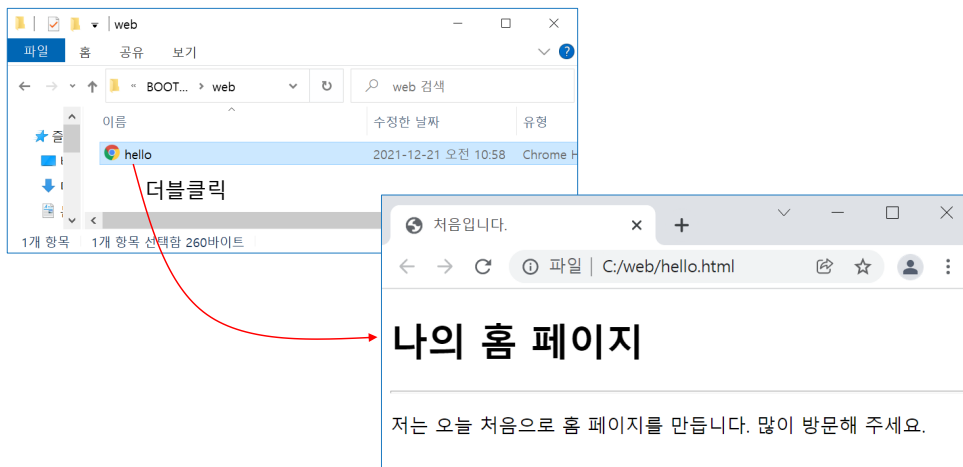 web
파일 홈 공유 보기
« BOOT... > web
web 검색
이름 수정한 날짜 유형
즐
hello 2021-12-21 오전 10:58 Chrome H
더블클릭
1개 항목 1개 항목 선택함 260바이트
처음입니다.
파일 | C:/web/hello.html
나의 홈 페이지
저는 오늘 처음으로 홈 페이지를 만듭니다. 많이 방문해 주세요.